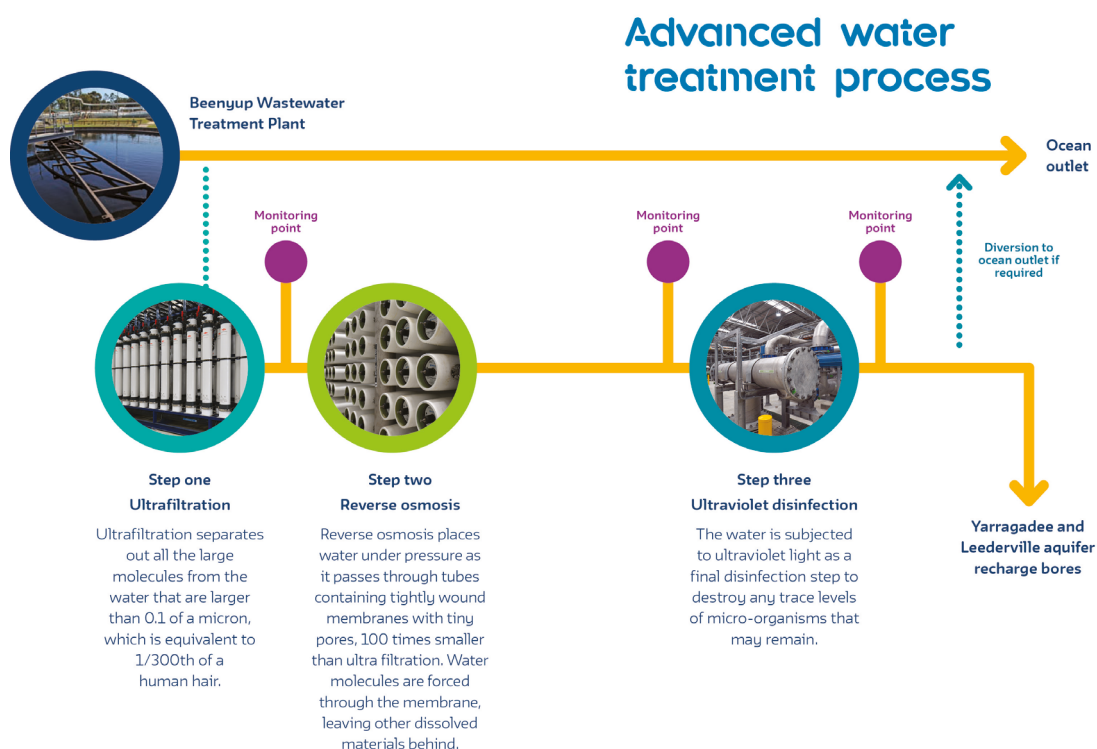 Advanced water
treatment process
Beenyup Wastewater
Treatment Plant
Ocean
outlet
Monitoring
point
Monitoring
point
Monitoring
point
Diversion to
ocean outlet if
required
Step one
Ultrafiltration
Ultrafiltration separates
out all the large
molecules from the
water that are larger
than 0.1 of a micron,
which is equivalent to
1/300th of a
human hair.
Step two
Reverse osmosis
Reverse osmosis places
water under pressure as
it passes through tubes
containing tightly wound
membranes with tiny
pores, 100 times smaller
than ultra filtration. Water
molecules are forced
through the membrane,
leaving other dissolved
materials behind.
Step three
Ultraviolet disinfection
The water is subjected
to ultraviolet light as a
final disinfection step to
destroy any trace levels
of micro-organisms that
may remain.
Yarragadee and
Leederville aquifer
recharge bores